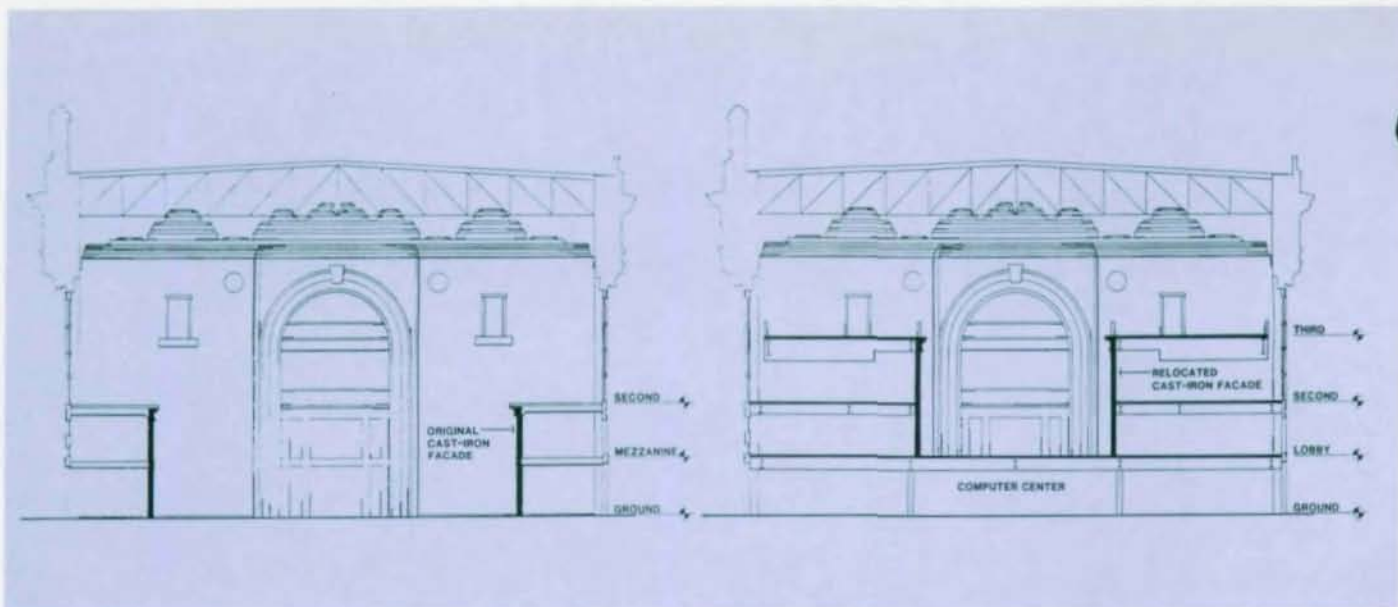 SECOND
ORIGINAL
CAST-IRON
FACADE
MEZZANINE
GROUND
THIRD
RELOCATED
CAST-IRON FACADE
SECOND
LOBBY
COMPUTER CENTER
GROUND